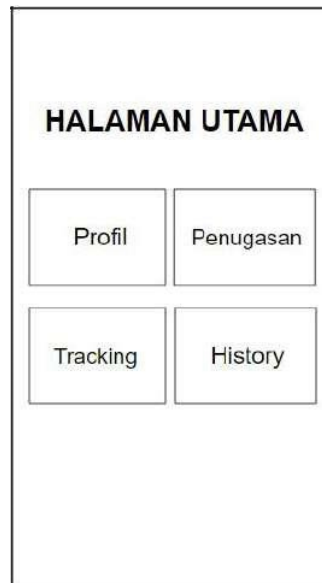 HALAMAN UTAMA
Profil
Penugasan
Tracking
History